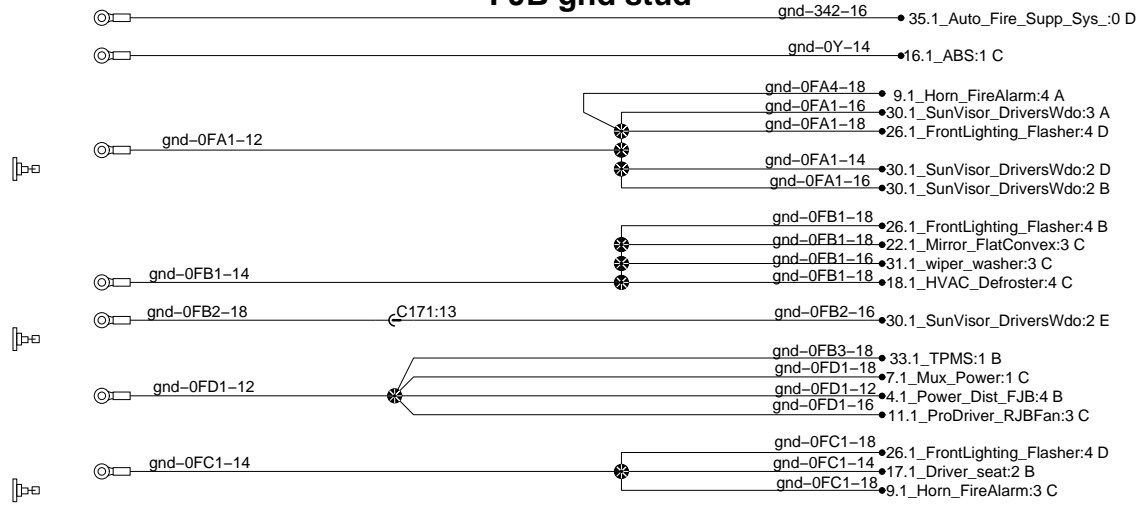 FJB gnd stud
gnd-342-16
35.1_Auto_Fire_Supp_Sys_:0 D
gnd-0Y-14
16.1_ABS:1 C
gnd-0FA4-18
9.1_Horn_FireAlarm:4 A
gnd-0FA1-16
30.1_SunVisor_DriversWdo:3 A
gnd-0FA1-18
26.1_FrontLighting_Flasher:4 D
gnd-0FA1-12
gnd-0FA1-14
30.1_SunVisor_DriversWdo:2 D
gnd-0FA1-16
30.1_SunVisor_DriversWdo:2 B
gnd-0FB1-18
26.1_FrontLighting_Flasher:4 B
gnd-0FB1-18
22.1_Mirror_FlatConvex:3 C
gnd-0FB1-16
31.1_wiper_washer:3 C
gnd-0FB1-14
gnd-0FB1-18
18.1_HVAC_Defroster:4 C
gnd-0FB2-18
C171:13
gnd-0FB2-16
30.1_SunVisor_DriversWdo:2 E
gnd-0FB3-18
33.1_TPMS:1 B
gnd-0FD1-18
7.1_Mux_Power:1 C
gnd-0FD1-12
gnd-0FD1-12
4.1_Power_Dist_FJB:4 B
gnd-0FD1-16
11.1_ProDriver_RJBFan:3 C
gnd-0FC1-18
26.1_FrontLighting_Flasher:4 D
gnd-0FC1-14
gnd-0FC1-14
17.1_Driver_seat:2 B
gnd-0FC1-18
9.1_Horn_FireAlarm:3 C